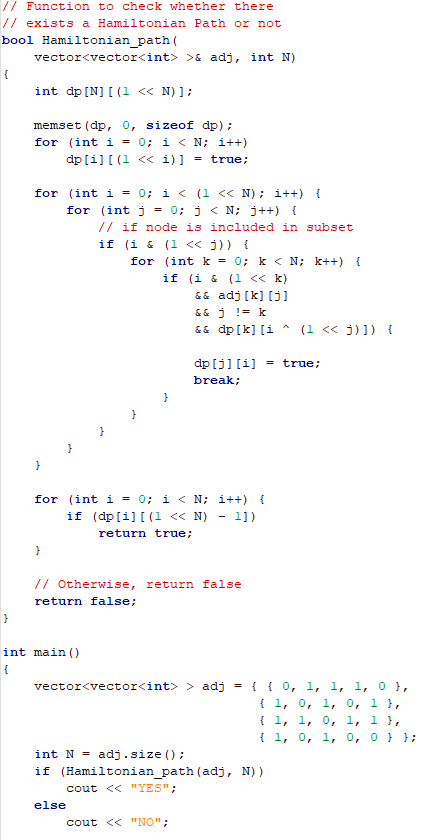 // Function to check whether there
// exists a Hamiltonian Path or not
bool Hamiltonian_path(
    vector<vector<int> >& adj, int N)
{
    int dp[N][(1 << N)];

    memset(dp, 0, sizeof dp);
    for (int i = 0; i < N; i++)
        dp[i][(1 << i)] = true;

    for (int i = 0; i < (1 << N); i++) {
        for (int j = 0; j < N; j++) {
            // if node is included in subset
            if (i & (1 << j)) {
                for (int k = 0; k < N; k++) {
                    if (i & (1 << k)
                        && adj[k][j]
                        && j != k
                        && dp[k][i ^ (1 << j)]) {

                        dp[j][i] = true;
                        break;
                    }
                }
            }
        }
    }

    for (int i = 0; i < N; i++) {
        if (dp[i][(1 << N) - 1])
            return true;
    }

    // Otherwise, return false
    return false;
}

int main()
{
    vector<vector<int> > adj = { { 0, 1, 1, 1, 0 },
                                { 1, 0, 1, 0, 1 },
                                { 1, 1, 0, 1, 1 },
                                { 1, 0, 1, 0, 0 } };
    int N = adj.size();
    if (Hamiltonian_path(adj, N))
        cout << "YES";
    else
        cout << "NO";